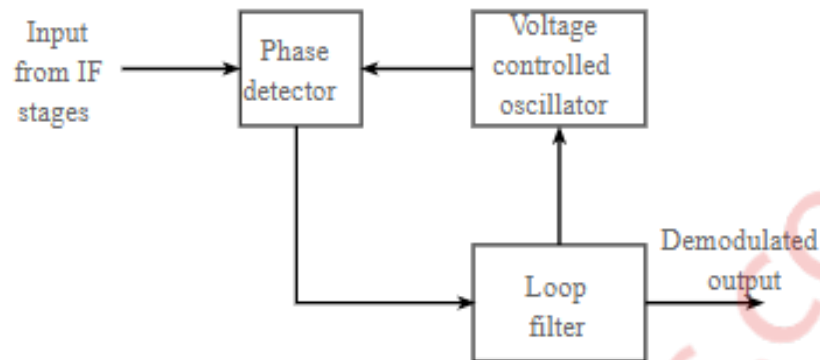 Input
from IF
stages
Phase
detector
Voltage
controlled
oscillator
Loop
filter
Demodulated
output